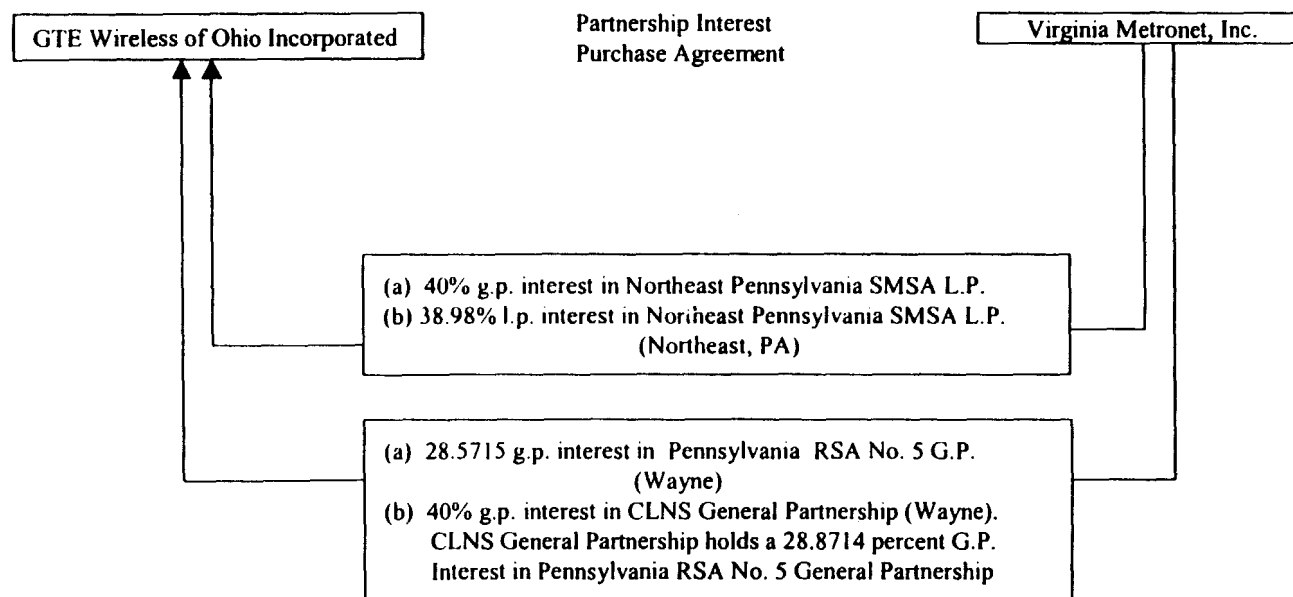 GTE Wireless of Ohio Incorporated
Partnership Interest
Purchase Agreement
Virginia Metronet, Inc.
(a) 40% g.p. interest in Northeast Pennsylvania SMSA L.P.
(b) 38.98% l.p. interest in Northeast Pennsylvania SMSA L.P.
(Northeast, PA)
(a) 28.5715 g.p. interest in Pennsylvania RSA No. 5 G.P.
(Wayne)
(b) 40% g.p. interest in CLNS General Partnership (Wayne).
CLNS General Partnership holds a 28.8714 percent G.P.
Interest in Pennsylvania RSA No. 5 General Partnership